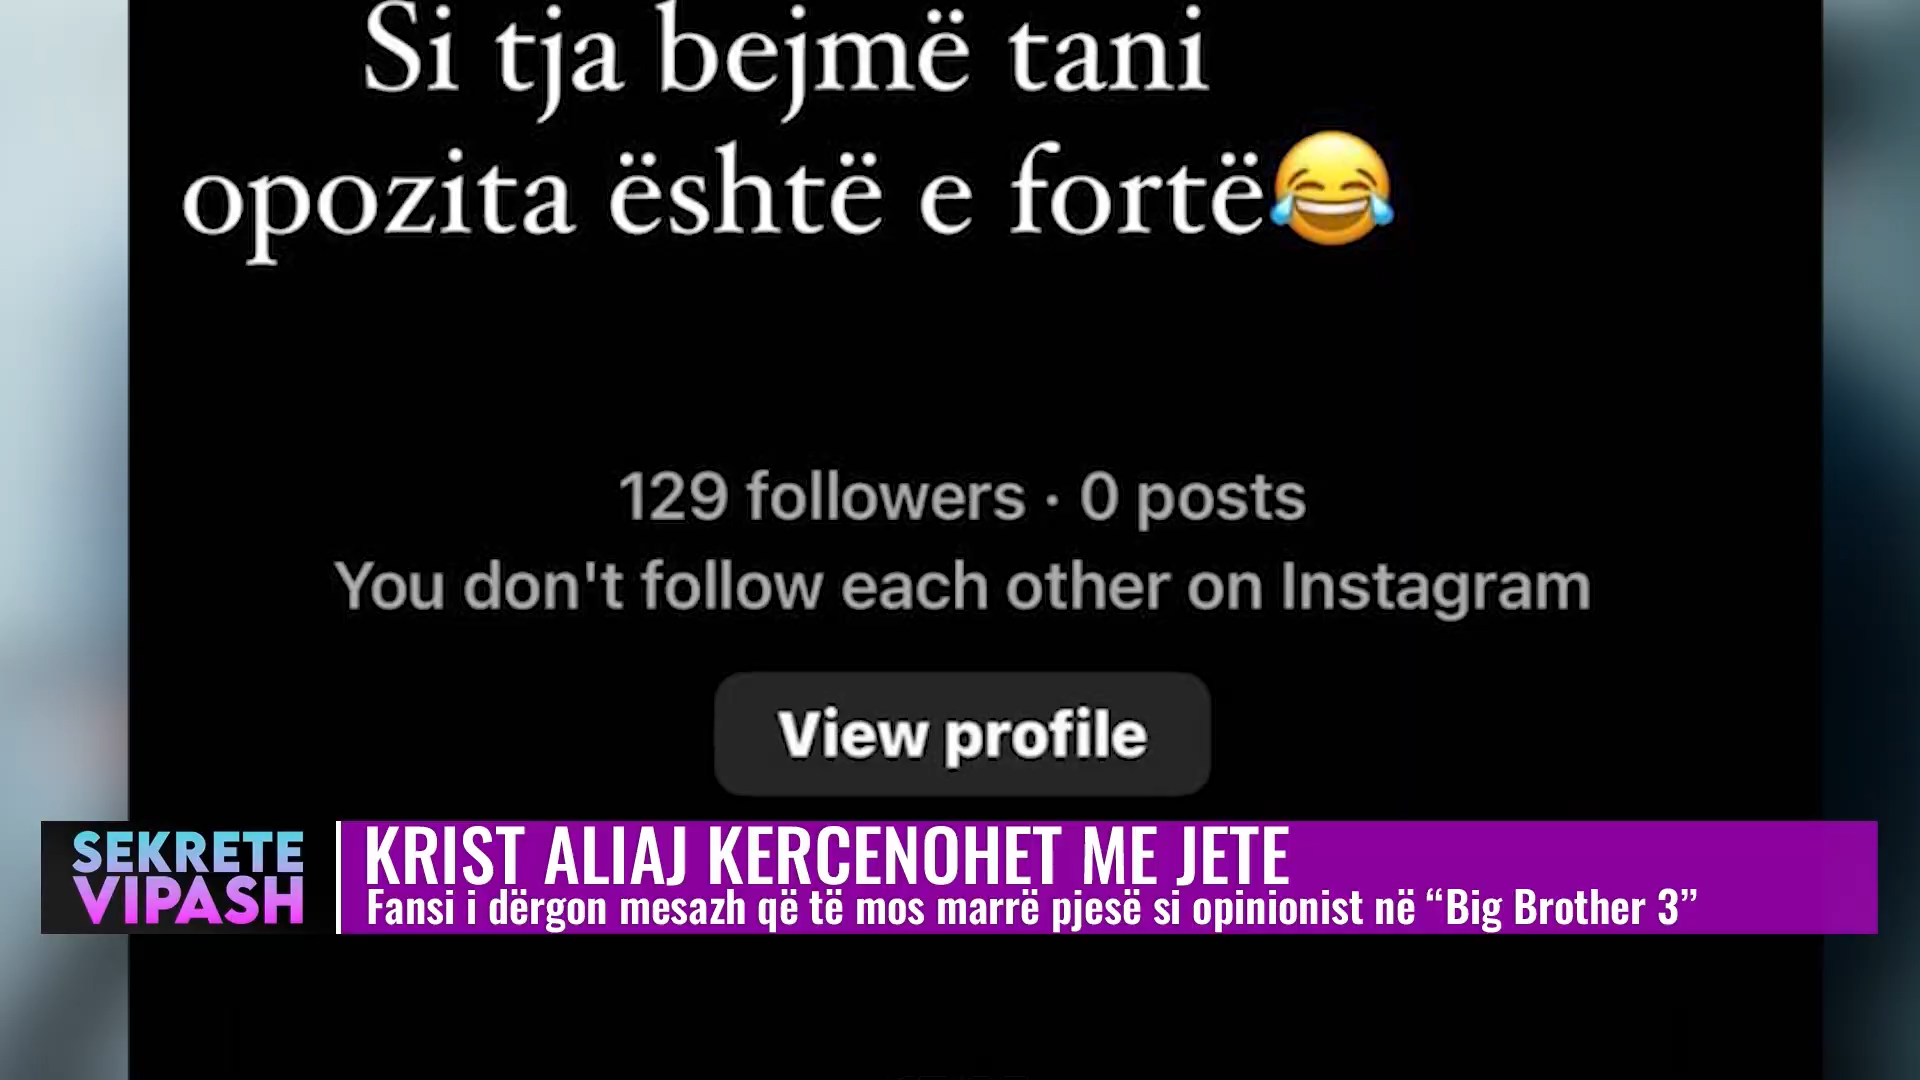 Si tja bejmë tani
opozita është e fortë😂
129 followers · 0 posts
You don't follow each other on Instagram
View profile
SEKRETE
VIPASH
KRIST ALIAJ KERCENOHET ME JETE
Fansi i dërgon mesazh që të mos marrë pjesë si opinionist në “Big Brother 3”